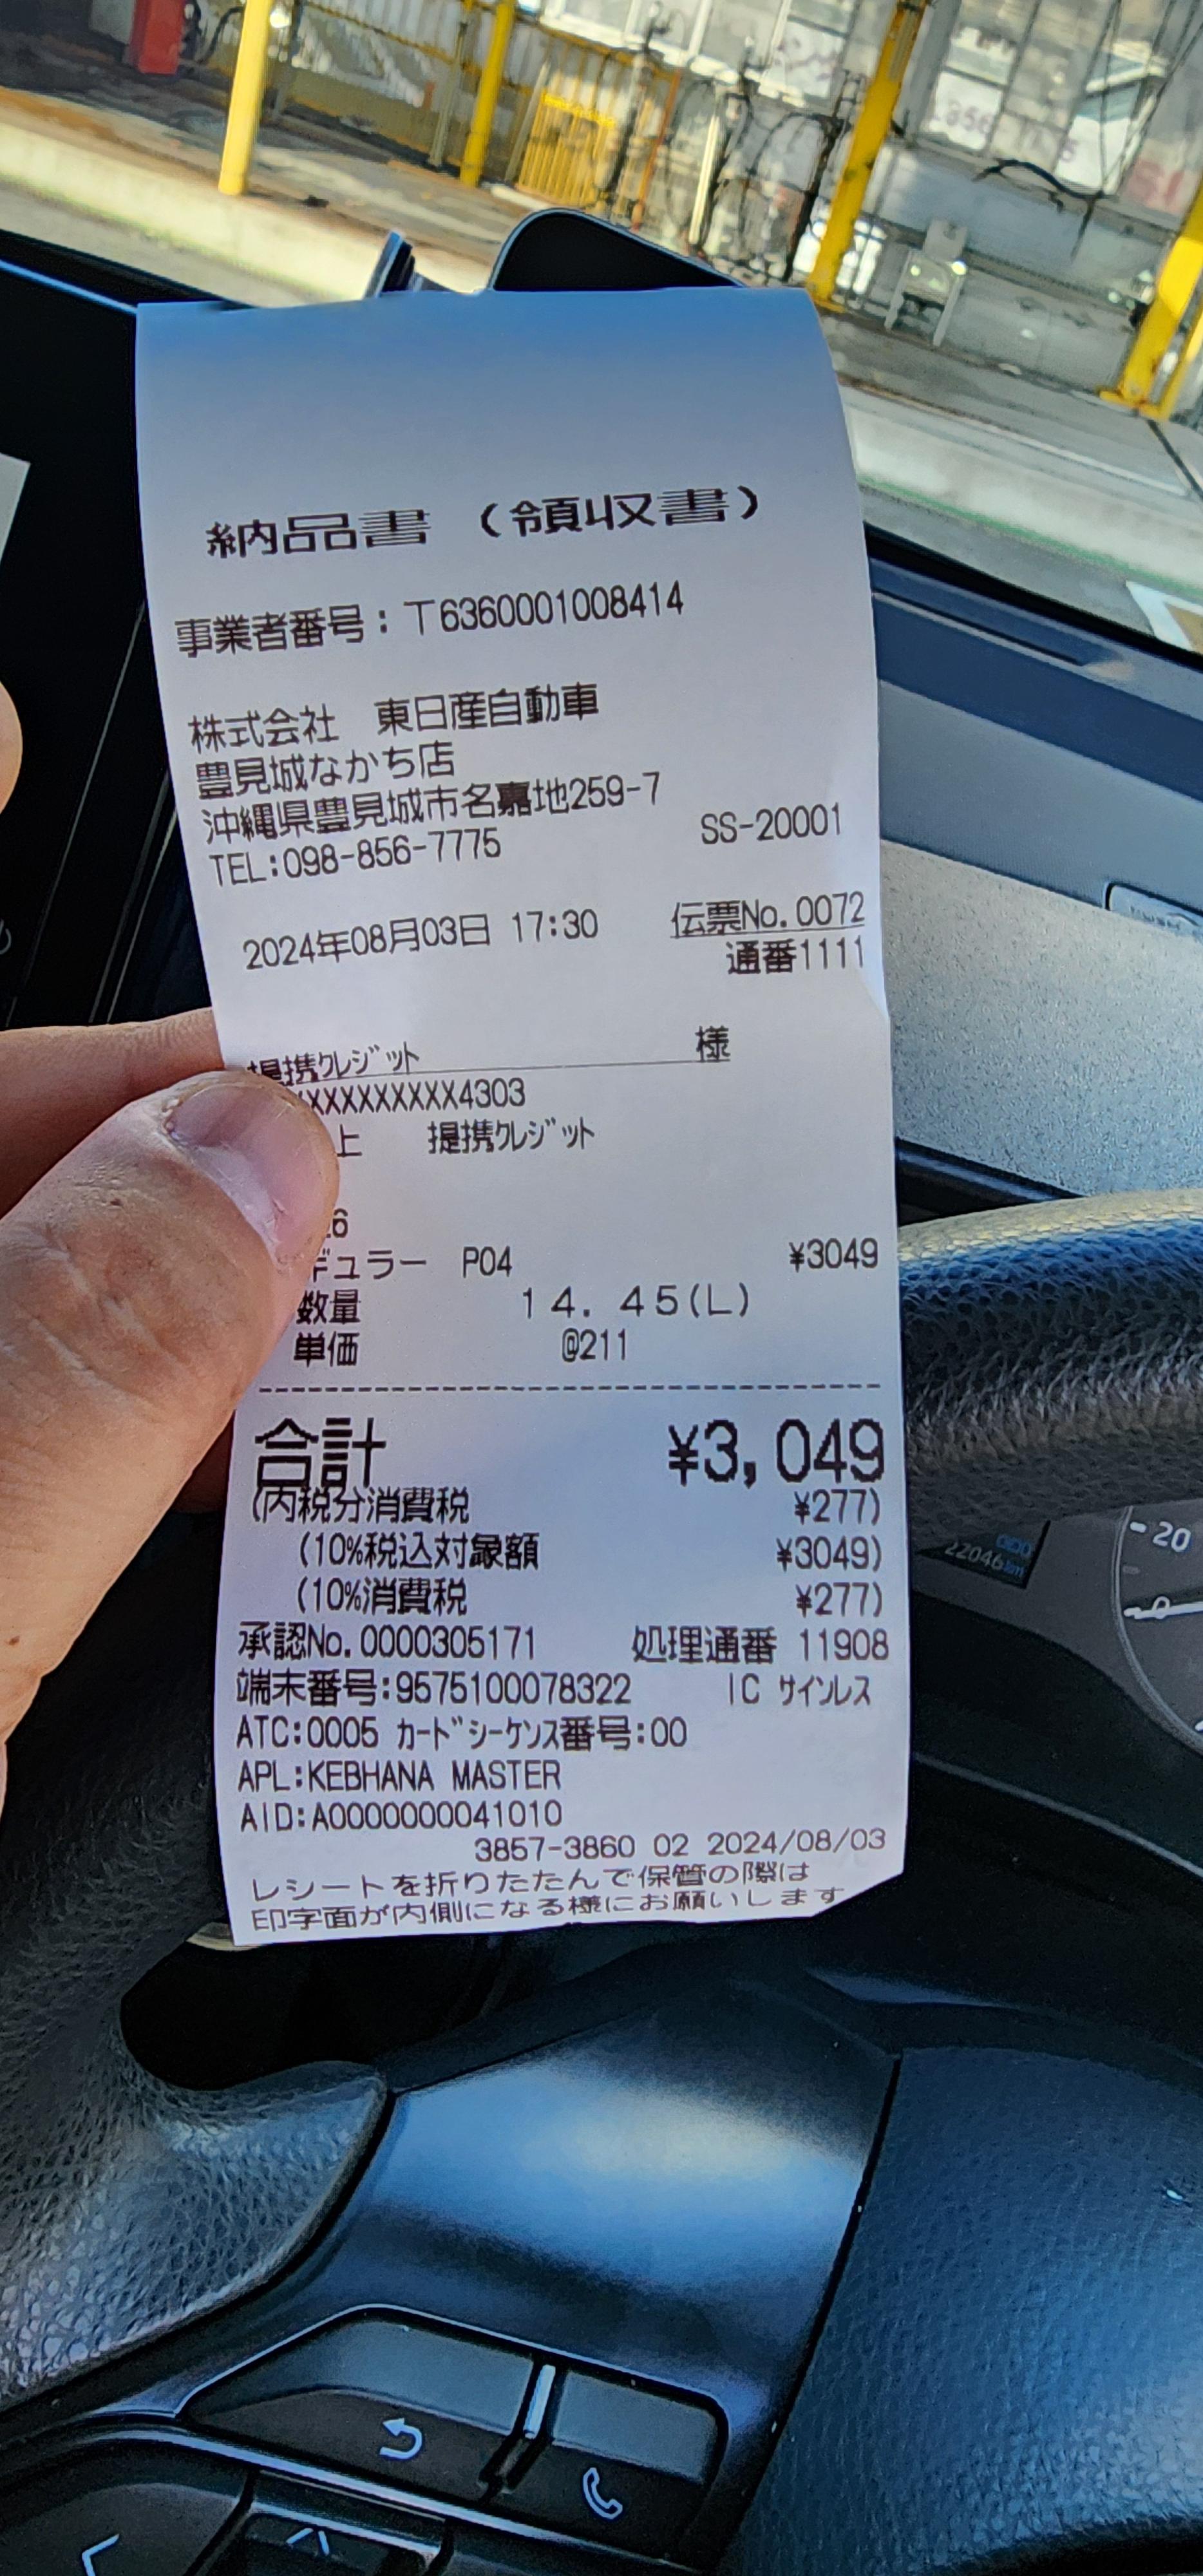 納品書 (領収書)
事業者番号：T6360001008414
株式会社 東日産自動車
豊見城なかち店
沖縄県豊見城市名嘉地259-7
TEL:098-856-7775 SS-20001
2024年08月03日 17:30 伝票No.0072
通番1111
提携クレジット 様
XXXXXXXXXX4303
上 提携クレジット
26
ギュラー P04 ¥3049
数量 14.45(L)
単価 @211
合計 ¥3,049
(内税分消費税 ¥277)
(10%税込対象額 ¥3049)
(10%消費税 ¥277)
承認No.0000305171 処理通番 11908
端末番号:9575100078322 IC サインレス
ATC:0005 カードシーケンス番号:00
APL:KEBHANA MASTER
AID:A0000000041010
3857-3860 02 2024/08/03
レシートを折りたたんで保管の際は
印字面が内側になる様にお願いします
22046km
20
0